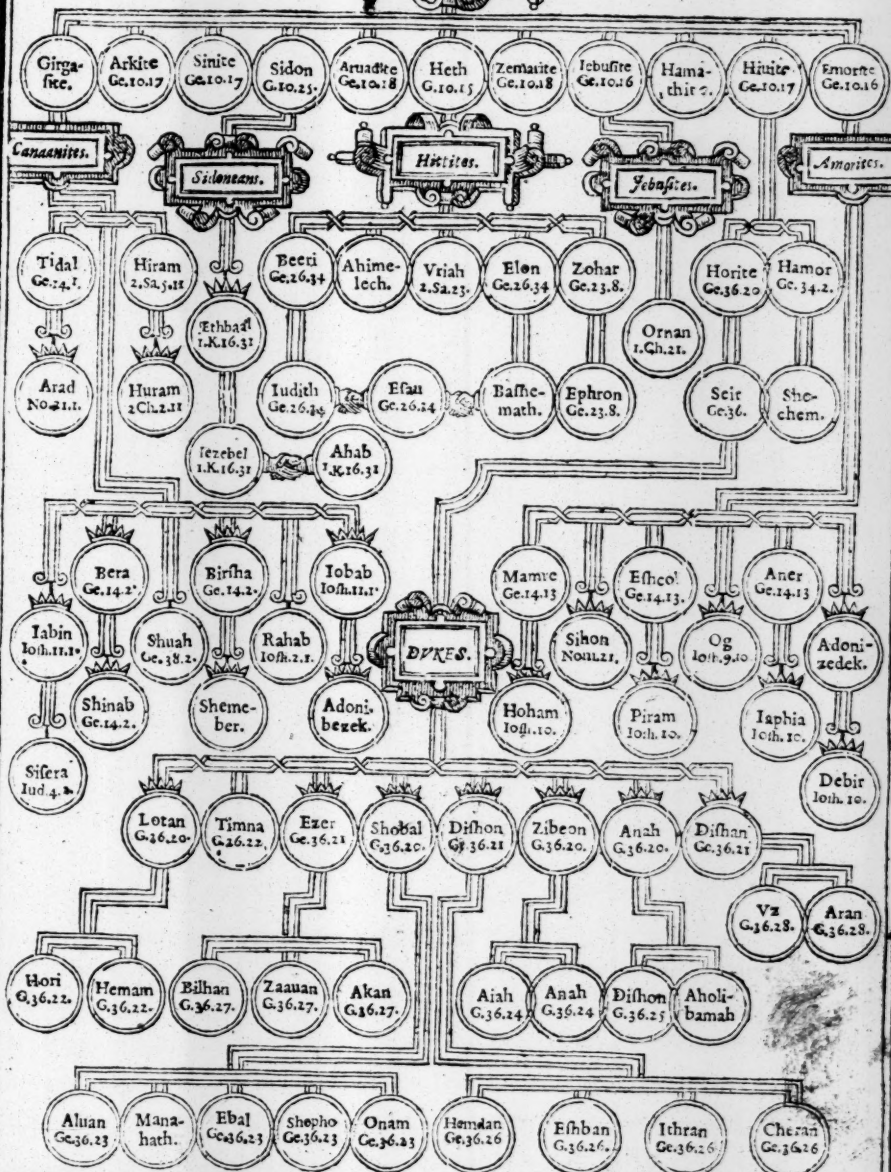 Girga-
ſite.
Arkite
Ge.10.17
Sinite
Ge.10.17
Sidon
G.10.25.
Aruadite
Ge.10.18
Heth
G.10.15
Zemarite
Ge.10.18
Iebuſite
Ge.10.16
Hama-
thite.
Hiuite
Ge.10.17
Emorite
Ge.10.16
Canaanites.
Sidoneans.
Hittites.
Jebuſites.
Amorites.
Tidal
Ge.14.1.
Hiram
2.Sa.5.11
Beeri
Ge.26.34
Ahime-
lech.
Vriah
2.Sa.23.
Elon
Ge.26.34
Zohar
Ge.23.8.
Horite
Ge.36.20
Hamor
Ge.34.2.
Ethbaal
1.K.16.31
Ornan
1.Ch.21.
Arad
No.21.1.
Huram
2Ch.2.11
Iudith
Ge.26.34
Eſau
Ge.26.34
Baſhe-
math.
Ephron
Ge.23.8.
Seir
Ge.36.
She-
chem.
Iezebel
1.K.16.31
Ahab
1.K.16.31
Bera
Ge.14.2.
Birſha
Ge.14.2.
Iobab
Ioſh.11.1.
Mamre
Ge.14.13
Eſhcol
Ge.14.13.
Aner
Ge.14.13
Iabin
Ioſh.11.1.
Shuah
Ge.38.2.
Rahab
Ioſh.2.1.
DVKES.
Sihon
Num.21.
Og
Ioſh.9.10
Adoni-
zedek.
Shinab
Ge.14.2.
Sheme-
ber.
Adoni.
bezek.
Hoham
Ioſh.10.
Piram
Ioſh.10.
Iaphia
Ioſh.10.
Siſera
Iud.4.2.
Debir
Ioſh.10.
Lotan
G.36.20.
Timna
G.26.22.
Ezer
Ge.36.21
Shobal
G.36.20.
Diſhon
Ge.36.21
Zibeon
G.36.20.
Anah
G.36.20.
Diſhan
Ge.36.21
Vz
G.36.28.
Aran
G.36.28.
Hori
G.36.22.
Hemam
G.36.22.
Bilhan
G.36.27.
Zaauan
G.36.27.
Akan
G.36.27.
Aiah
G.36.24
Anah
G.36.24
Diſhon
G.36.25
Aholi-
bamah
Aluan
Ge.36.23
Mana-
hath.
Ebal
Ge.36.23
Shepho
Ge.36.23
Onam
Ge.36.23
Hemdan
Ge.36.26
Eſhban
G.36.26.
Ithran
Ge.36.26
Cheran
Ge.36.26